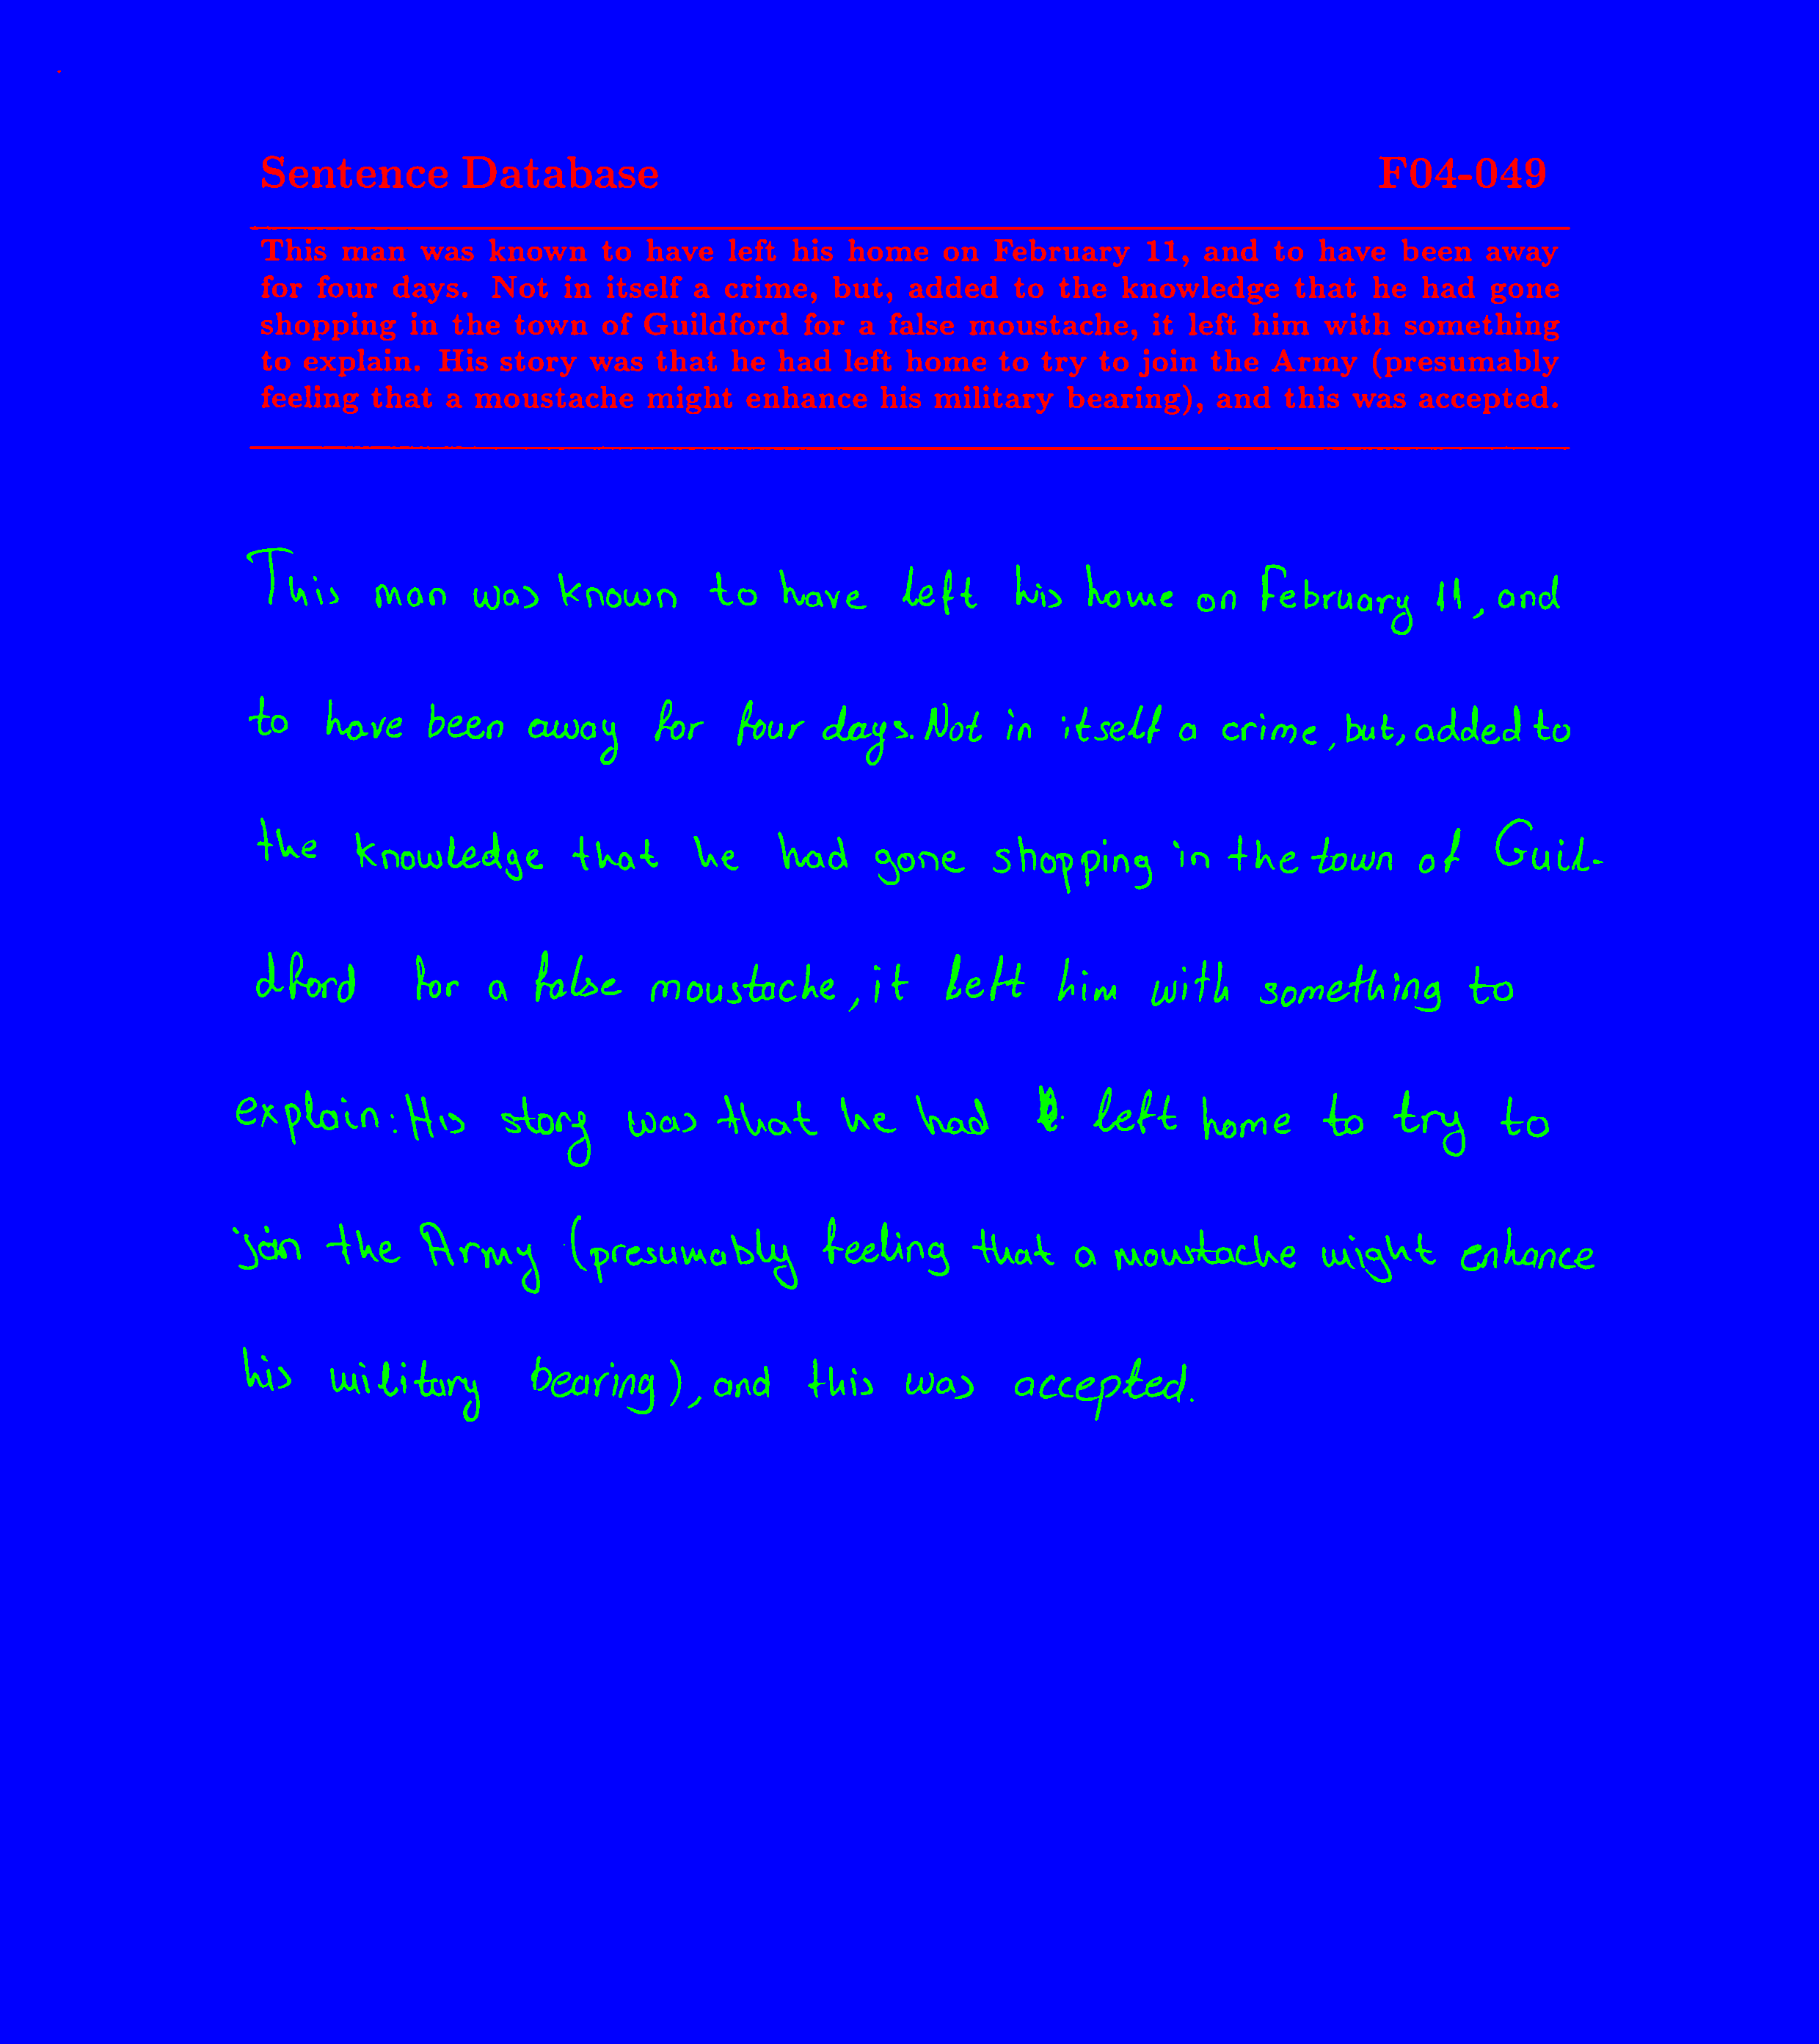 Sentence Database F04-049
This man was known to have left his home on February 11, and to have been away
for four days. Not in itself a crime, but, added to the knowledge that he had gone
shopping in the town of Guildford for a false moustache, it left him with something
to explain. His story was that he had left home to try to join the Army (presumably
feeling that a moustache might enhance his military bearing), and this was accepted.
This man was known to have left his home on February 11, and
to have been away for four days. Not in itself a crime, but, added to
the knowledge that he had gone shopping in the town of Guil-
dford for a false moustache, it left him with something to
explain: His story was that he had left home to try to
join the Army (presumably feeling that a moustache might enhance
his military bearing), and this was accepted.